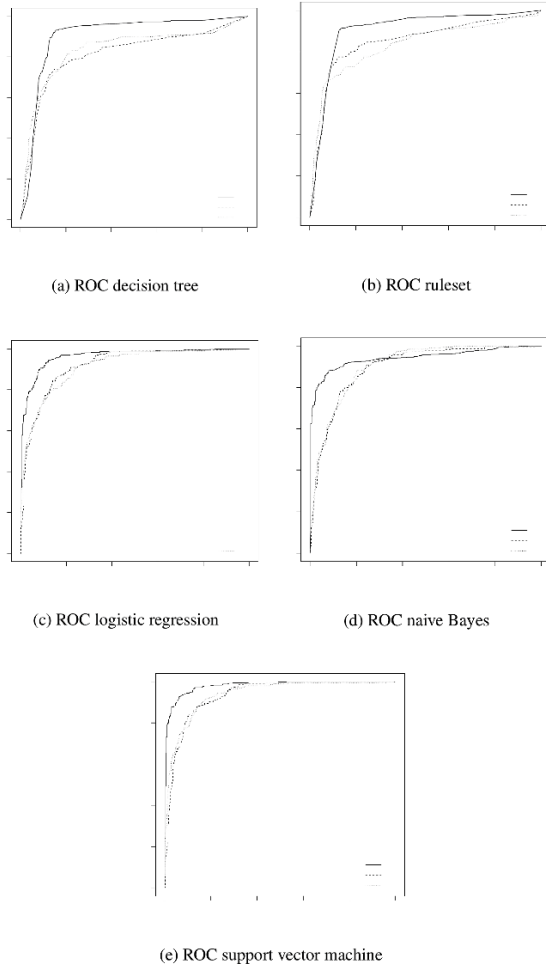 (a) ROC decision tree
(b) ROC ruleset
(c) ROC logistic regression
(d) ROC naive Bayes
(e) ROC support vector machine